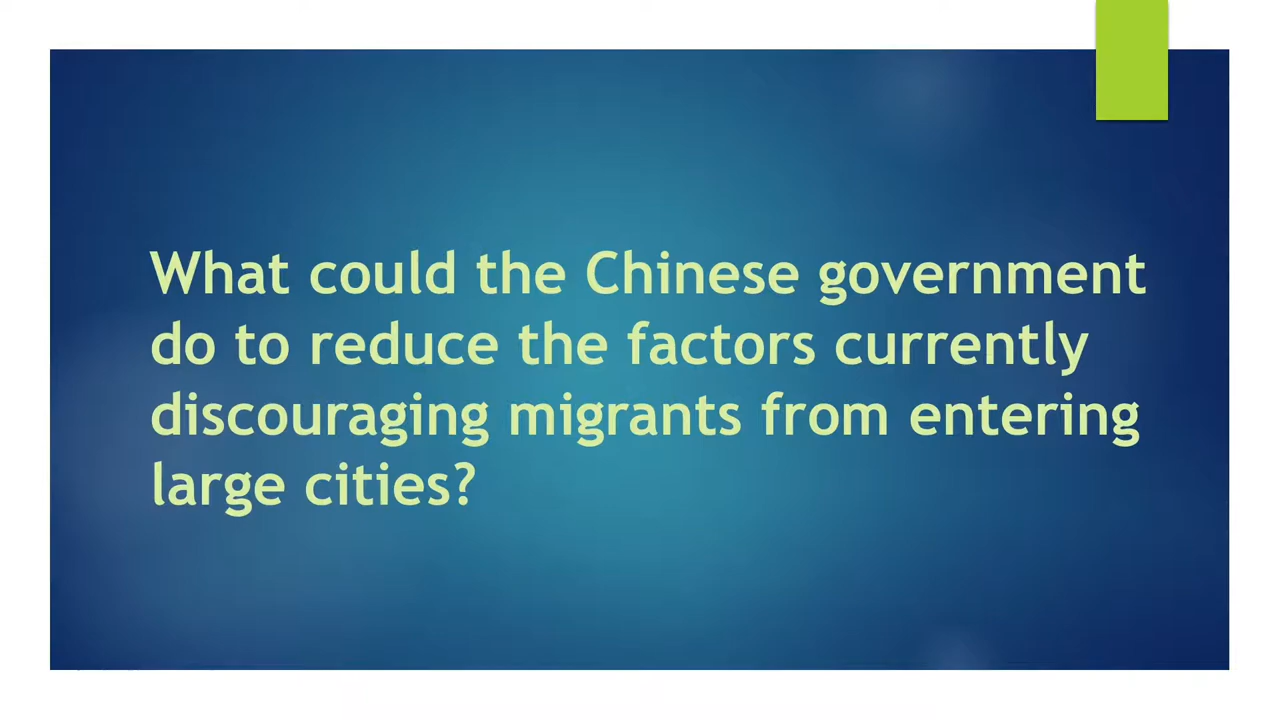 What could the Chinese government
do to reduce the factors currently
discouraging migrants from entering
large cities?